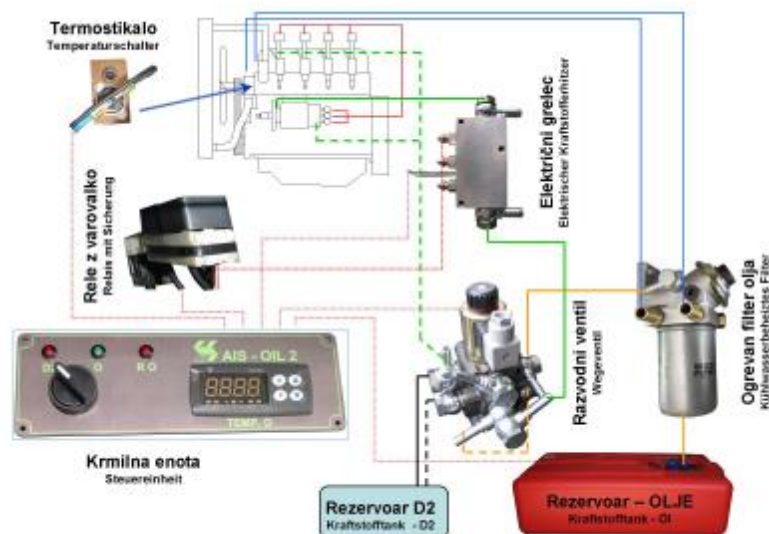 Termostikalo
Temperaturschalter
Električni grelec
Elektrischer Kraftstofferhitzer
Rele z varovalko
Relais mit Sicherung
Ogrevan filter olja
Kühlwasserbeheiztes Filter
Razvodni ventil
Wegeventil
AIS - OIL 2
O
R O
TEMP. O
Krmilna enota
Steuereinheit
Rezervoar D2
Kraftstofftank - D2
Rezervoar – OLJE
Kraftstofftank - Öl